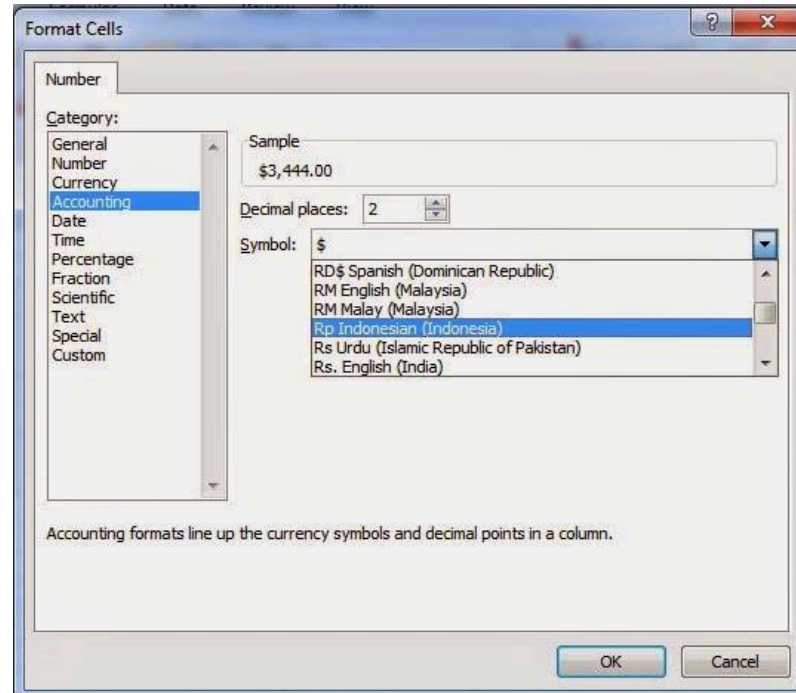 Format Cells
Number
Category:
General
Number
Currency
Accounting
Date
Time
Percentage
Fraction
Scientific
Text
Special
Custom
Sample
$3,444.00
Decimal places: 2
Symbol: $
RD$ Spanish (Dominican Republic)
RM English (Malaysia)
RM Malay (Malaysia)
Rp Indonesian (Indonesia)
Rs Urdu (Islamic Republic of Pakistan)
Rs. English (India)
Accounting formats line up the currency symbols and decimal points in a column.
OK
Cancel